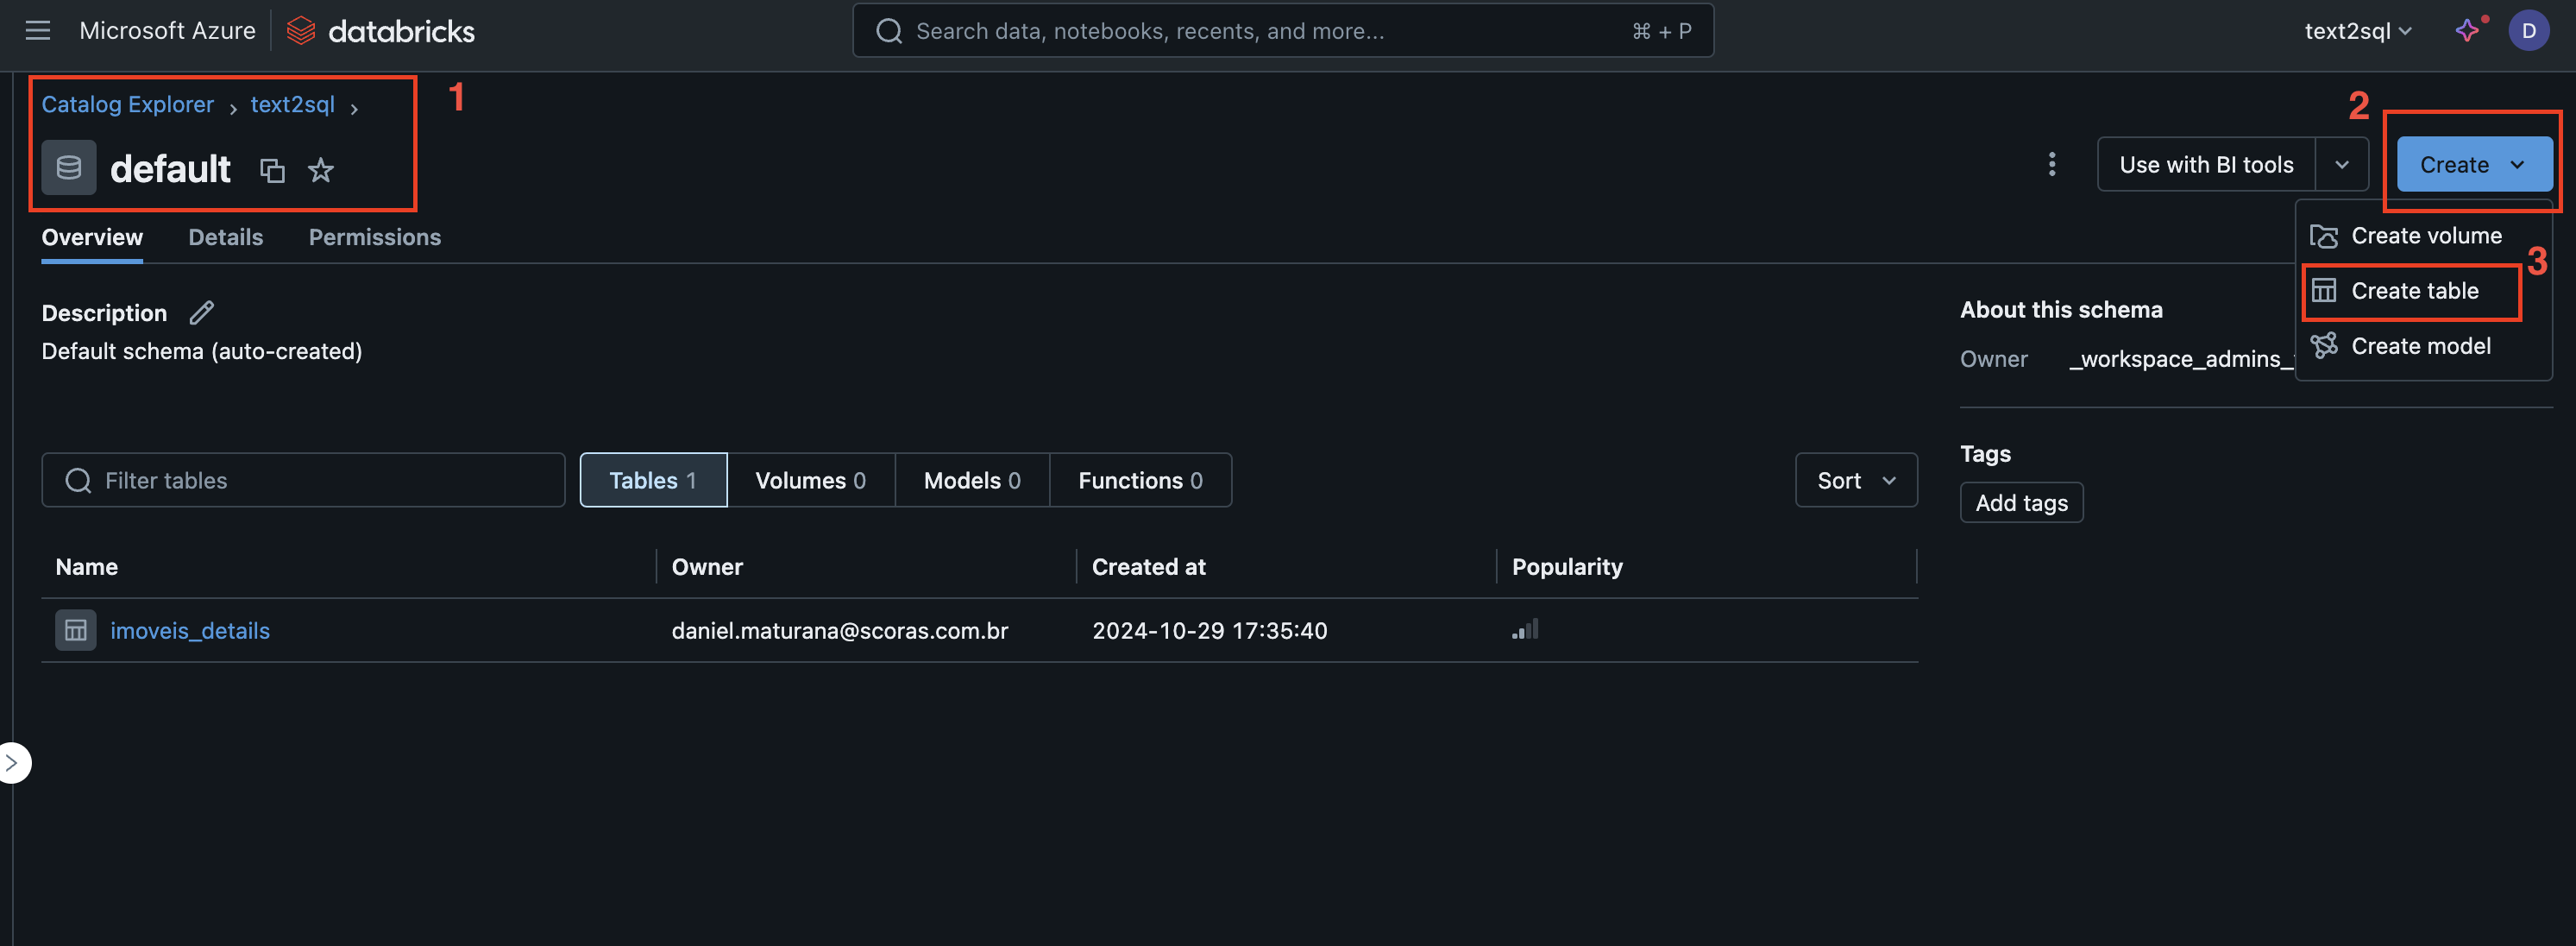 Microsoft Azure databricks Search data, notebooks, recents, and more... ⌘ + P text2sql D
Catalog Explorer > text2sql > 1
2
default Use with BI tools Create
Overview Details Permissions
Create volume
3
Create table
Create model
Description
Default schema (auto-created)
About this schema
Owner _workspace_admins_
Tags
Add tags
Filter tables Tables 1 Volumes 0 Models 0 Functions 0 Sort
Name Owner Created at Popularity
imoveis_details daniel.maturana@scoras.com.br 2024-10-29 17:35:40